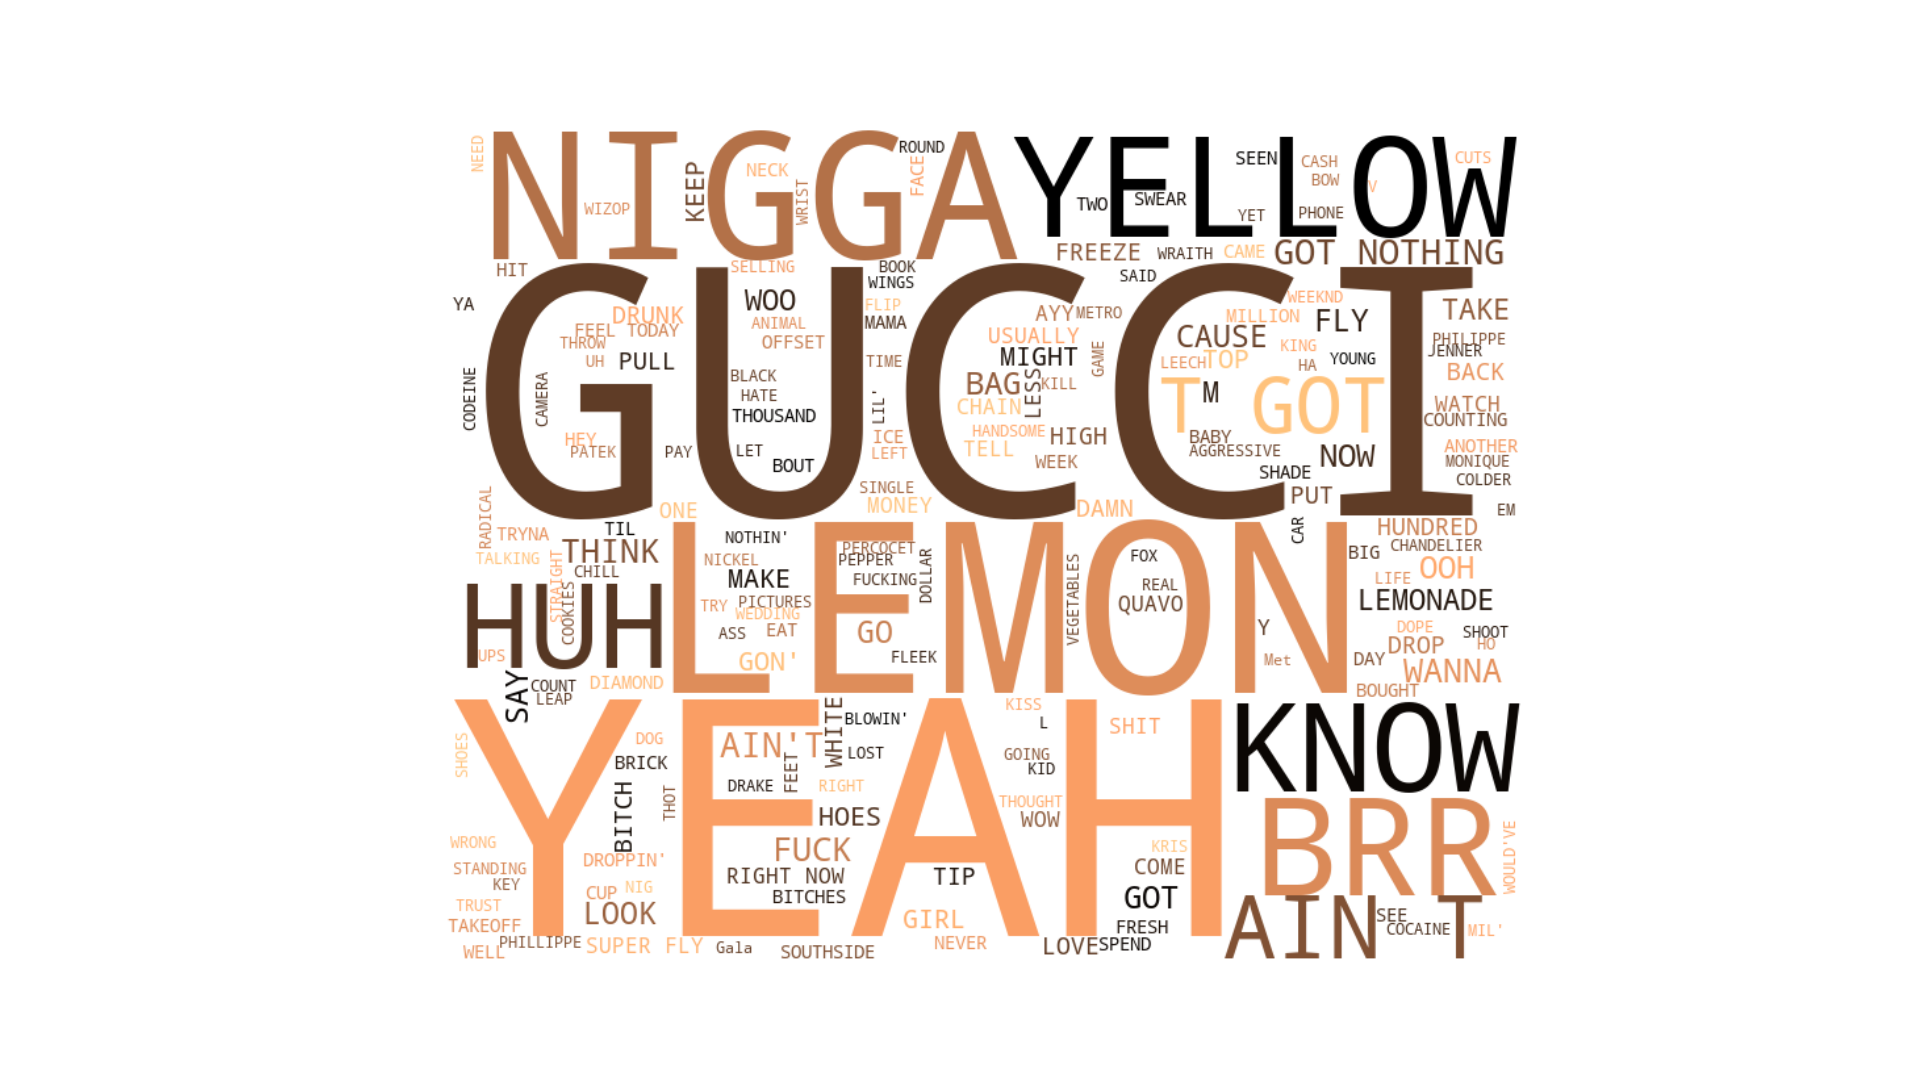 NEED
NIGGA
WIZOP
KEEP
NECK
WRIST
ROUND
FACE
YELLOW
TWO
SWEAR
SEEN
YET
CASH
BOW
PHONE
V
CUTS
HIT
SELLING
BOOK
WINGS
FREEZE
WRAITH
CAME
GOT
NOTHING
SAID
GUCCI
YA
DRUNK
FEEL
TODAY
THROW
UH
PULL
WOO
ANIMAL
OFFSET
FLIP
MAMA
TIME
AYY
METRO
USUALLY
MIGHT
GAME
CAUSE
MILLION
WEEKND
FLY
KING
HA
YOUNG
LEECH
TOP
TAKE
PHILIPPE
JENNER
BACK
CODEINE
CAMERA
BLACK
HATE
THOUSAND
LIL'
BAG
LESS
KILL
CHAIN
T GOT
M
WATCH
COUNTING
HEY
PATEK
PAY
LET
BOUT
ICE
LEFT
HANDSOME
TELL
HIGH
WEEK
BABY
AGGRESSIVE
NOW
SHADE
ANOTHER
MONIQUE
COLDER
SINGLE
MONEY
PUT
ONE
DAMN
EM
RADICAL
TRYNA
TIL
LEMON
NOTHIN'
CAR
HUNDRED
CHANDELIER
TALKING
THINK
CHILL
STRAIGHT
COOKIES
NICKEL
MAKE
PERCOCET
PEPPER
FUCKING
DOLLAR
VEGETABLES
FOX
REAL
QUAVO
BIG
LIFE
OOH
LEMONADE
HUH
UPS
TRY
PICTURES
WEDDING
ASS
EAT
GO
GON'
FLEEK
Y
Met
DOPE
SHOOT
DROP
HO
DAY
WANNA
BOUGHT
SAY
COUNT
LEAP
DIAMOND
YEAH
SHOES
DOG
BRICK
BITCH
THOT
AIN'T
WHITE
BLOWIN'
LOST
DRAKE
FEET
RIGHT
KISS
L
GOING
KID
SHIT
KNOW
THOUGHT
WOW
HOES
FUCK
BRR
WOULD'VE
WRONG
STANDING
KEY
DROPPIN'
CUP
NIG
RIGHT NOW
BITCHES
TIP
KRIS
COME
GOT
TRUST
TAKEOFF
LOOK
GIRL
FRESH
AIN T
SEE
COCAINE
MIL'
WELL
PHILLIPPE
SUPER FLY
Gala
SOUTHSIDE
NEVER
LOVE
SPEND